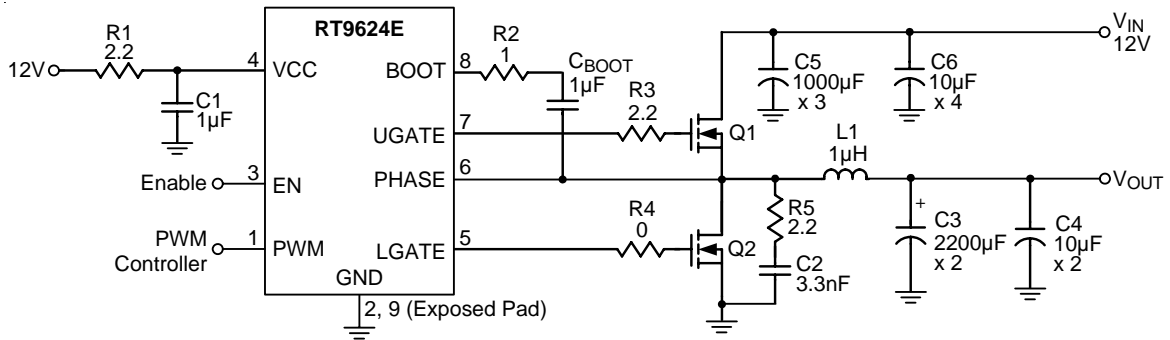 RT9624E
R1
2.2
12V
4
VCC
C1
1µF
BOOT
8
R2
1
C_BOOT
1µF
UGATE
7
R3
2.2
Q1
C5
1000µF
x 3
C6
10µF
x 4
V_IN
12V
Enable
3
EN
PHASE
6
L1
1µH
V_OUT
PWM
Controller
1
PWM
LGATE
5
R4
0
Q2
R5
2.2
C2
3.3nF
+
C3
2200µF
x 2
C4
10µF
x 2
GND
2, 9 (Exposed Pad)